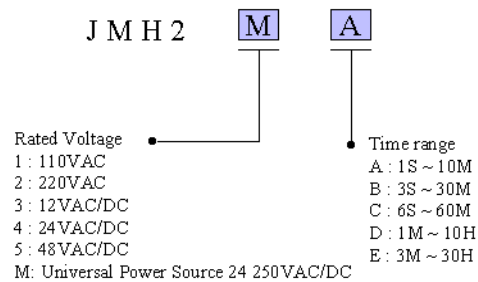 JMH2 M A
Rated Voltage
1 : 110VAC
2 : 220VAC
3 : 12VAC/DC
4 : 24VAC/DC
5 : 48VAC/DC
M: Universal Power Source 24 250VAC/DC
Time range
A : 1S ~ 10M
B : 3S ~ 30M
C : 6S ~ 60M
D : 1M ~ 10H
E : 3M ~ 30H